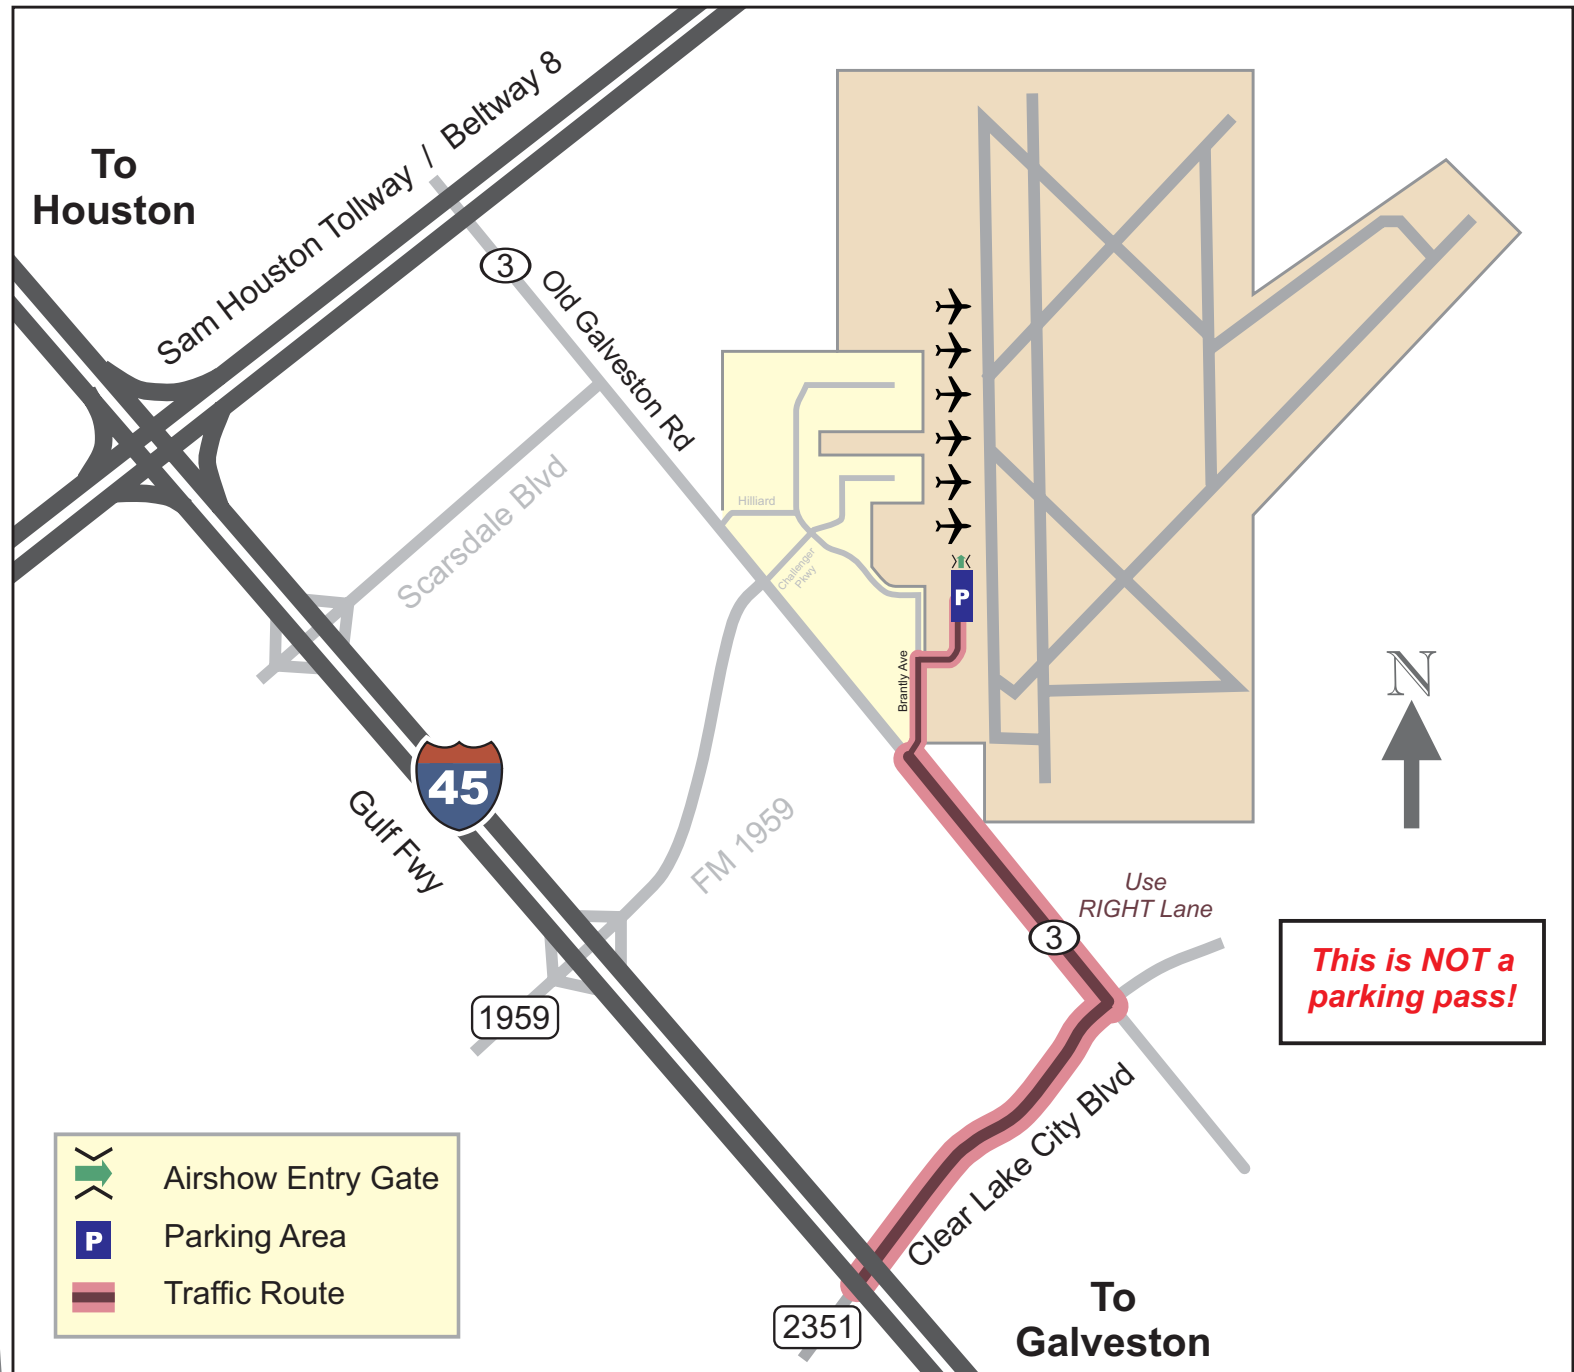 To
Houston
Sam Houston Tollway / Beltway 8
3
Old Galveston Rd
Scarsdale Blvd
Hilliard
Challenger
Pkwy
P
Brantly Ave
N
45
Gulf Fwy
FM 1959
Use
RIGHT Lane
3
This is NOT a
parking pass!
1959
Clear Lake City Blvd
Airshow Entry Gate
P Parking Area
Traffic Route
2351
To
Galveston